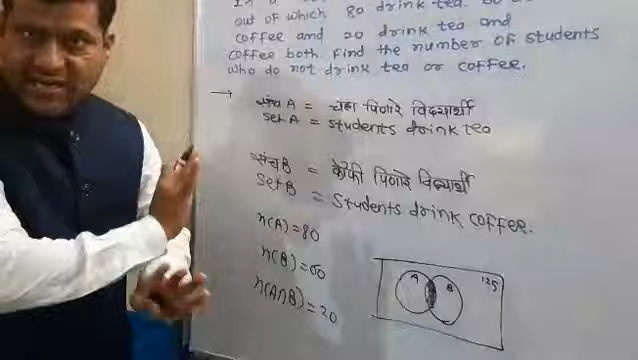 out of which 80 drink tea. 60
coffee and 20 drink tea and
coffee both find the number of students
who do not drink tea or coffee.
→ संच A = चहा पिणारे विद्यार्थी
Set A = students drink tea
संच B = कॉफी पिणारे विद्यार्थी
Set B = Students drink coffee.
n(A)=80
n(B)=60
n(A∩B)=20
A B 125